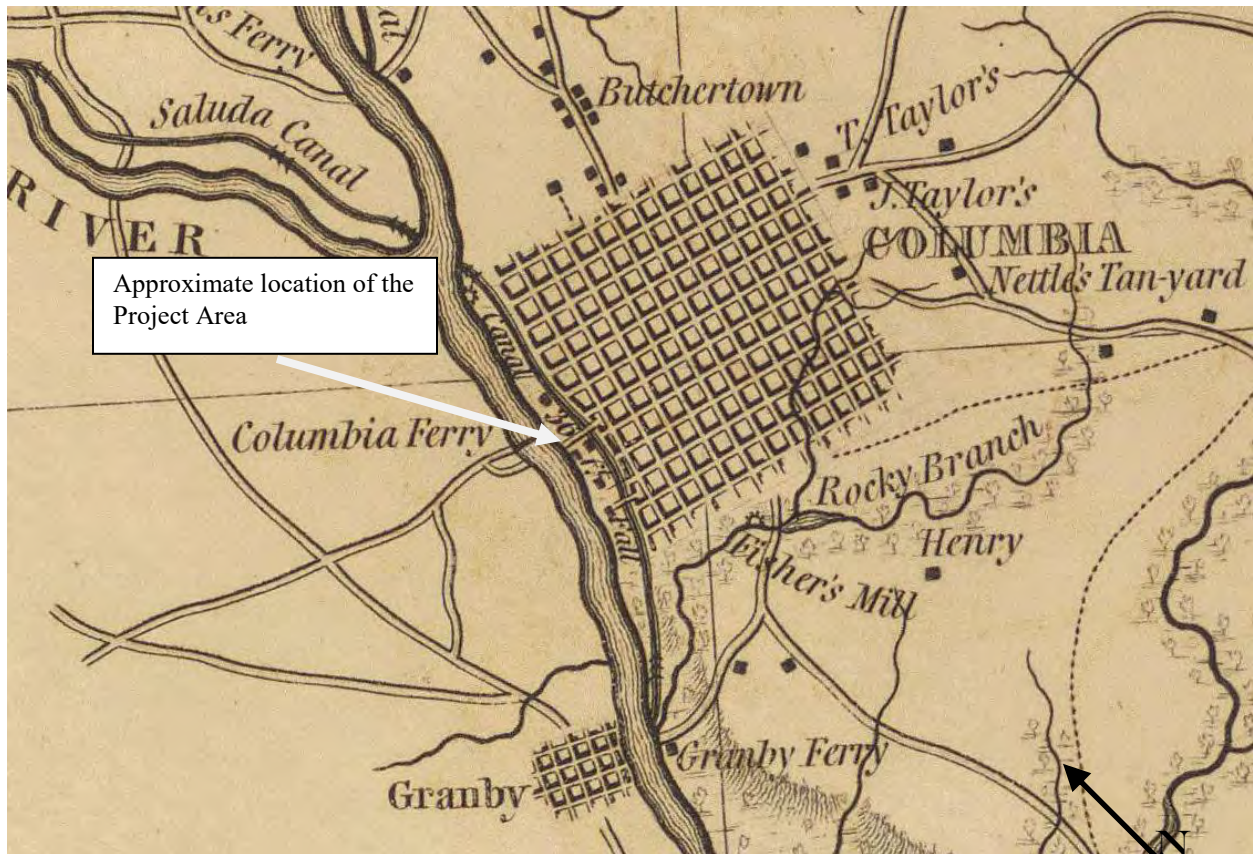 s Ferry
al
Butchertown
T. Taylor's
Saluda Canal
J. Taylor's
COLUMBIA
RIVER
Nettle's Tan-yard
Approximate location of the
Project Area
Canal
Columbia Ferry
Rocky Branch
Fall
Henry
Fisher's Mill
Granby Ferry
Granby
N